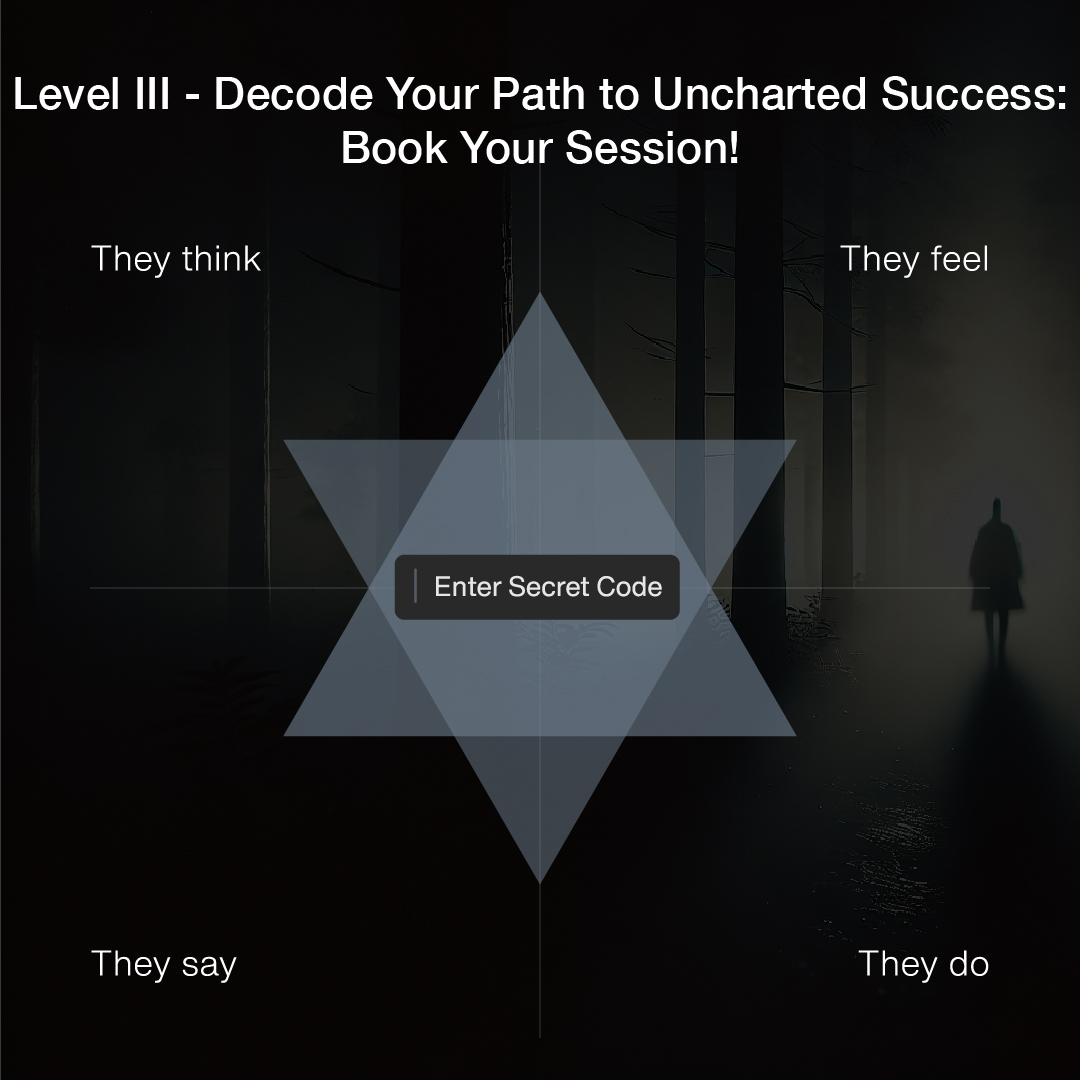 Level III - Decode Your Path to Uncharted Success:
Book Your Session!
They think
They feel
Enter Secret Code
They say
They do